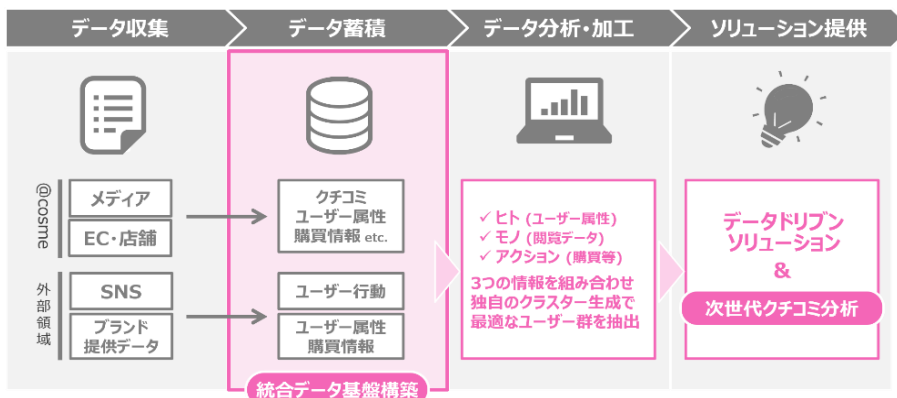 データ収集
データ蓄積
データ分析・加工
ソリューション提供
@cosme
メディア
EC・店舗
外部領域
SNS
ブランド
提供データ
クチコミ
ユーザー属性
購買情報 etc.
ユーザー行動
ユーザー属性
購買情報
統合データ基盤構築
✓ ヒト (ユーザー属性)
✓ モノ (閲覧データ)
✓ アクション (購買等)
3つの情報を組み合わせ
独自のクラスター生成で
最適なユーザー群を抽出
データドリブン
ソリューション
&
次世代クチコミ分析